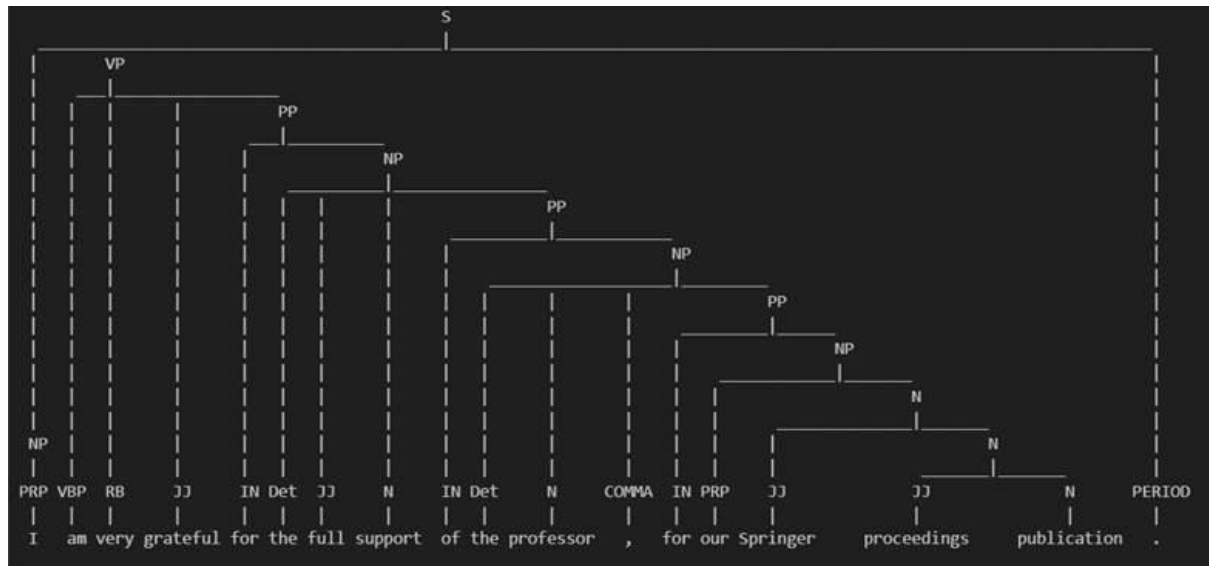 S
VP
PP
NP
PP
NP
PP
NP
N
NP N
PRP VBP RB JJ IN Det JJ N IN Det N COMMA IN PRP JJ JJ N PERIOD
I am very grateful for the full support of the professor , for our Springer proceedings publication .